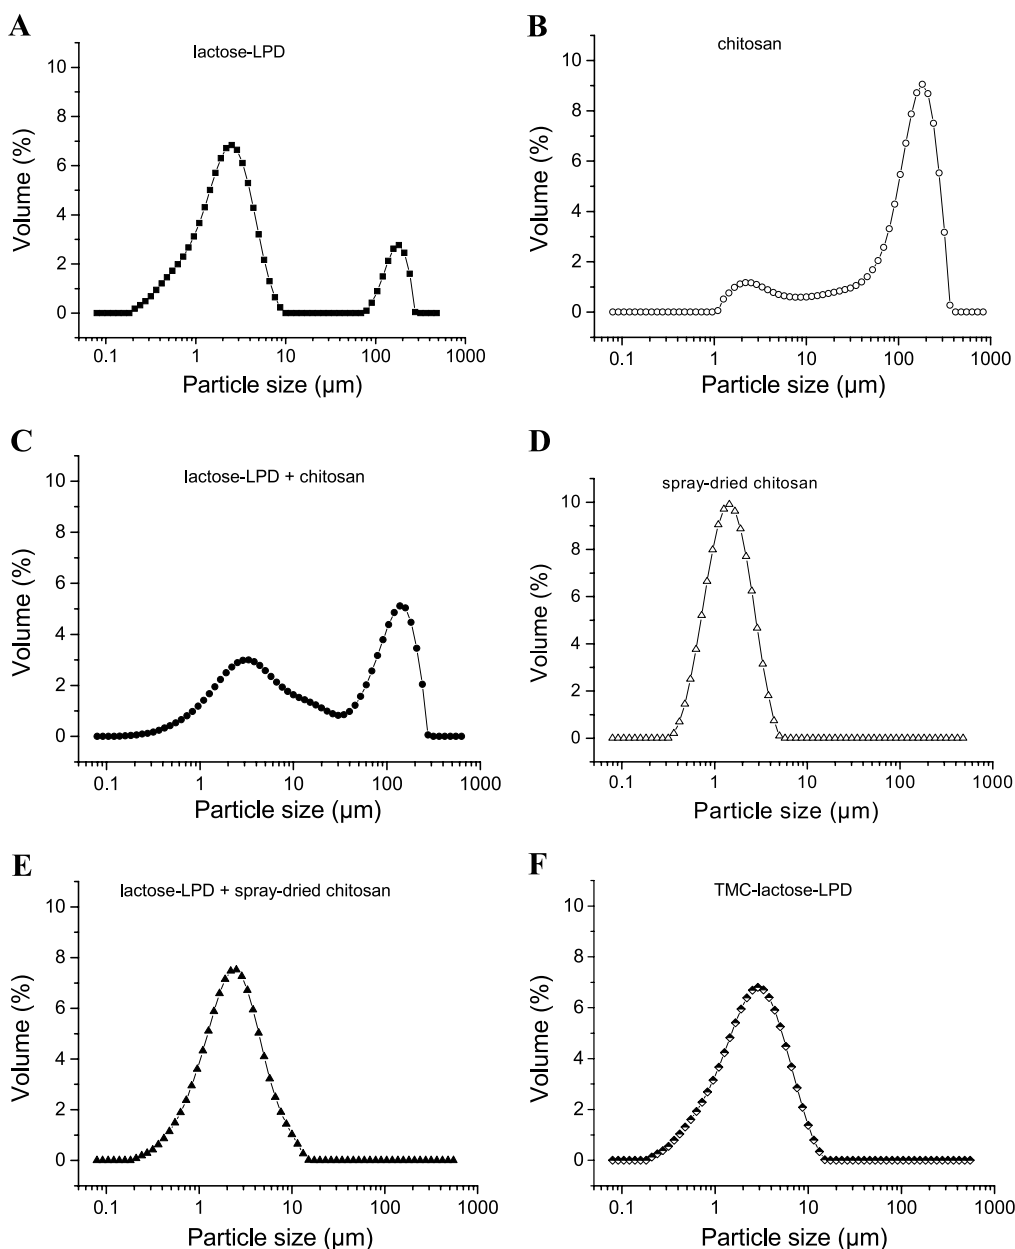 A
lactose-LPD
Volume (%)
10
8
6
4
2
0
0.1 1 10 100 1000
Particle size (µm)
B
chitosan
Volume (%)
10
8
6
4
2
0
0.1 1 10 100 1000
Particle size (µm)
C
lactose-LPD + chitosan
Volume (%)
10
8
6
4
2
0
0.1 1 10 100 1000
Particle size (µm)
D
spray-dried chitosan
Volume (%)
10
8
6
4
2
0
0.1 1 10 100 1000
Particle size (µm)
E
lactose-LPD + spray-dried chitosan
Volume (%)
10
8
6
4
2
0
0.1 1 10 100 1000
Particle size (µm)
F
TMC-lactose-LPD
Volume (%)
10
8
6
4
2
0
0.1 1 10 100 1000
Particle size (µm)